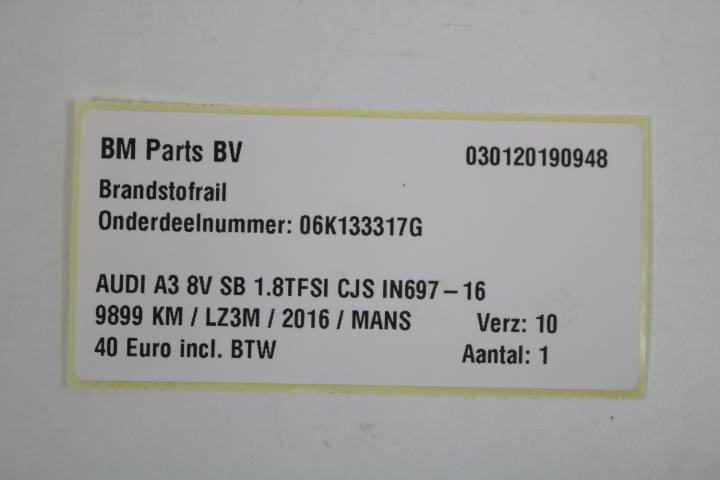 BM Parts BV 030120190948
Brandstofrail
Onderdeelnummer: 06K133317G
AUDI A3 8V SB 1.8TFSI CJS IN697-16
9899 KM / LZ3M / 2016 / MANS Verz: 10
40 Euro incl. BTW Aantal: 1